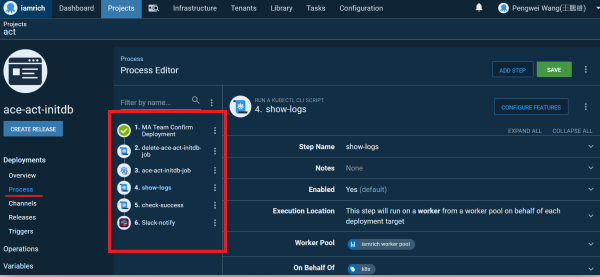 iamrich
Dashboard
Projects
Infrastructure
Tenants
Library
Tasks
Configuration
Pengwei Wang(王鵬維)
Projects
act
ace-act-initdb
CREATE RELEASE
Deployments
Overview
Process
Channels
Releases
Triggers
Operations
Variables
Process
Process Editor
ADD STEP
SAVE
Filter by name...
1. MA Team Confirm
Deployment
2. delete-ace-act-initdb-
job
3. ace-act-initdb-job
4. show-logs
5. check-success
6. Slack-notify
RUN A KUBECTL CLI SCRIPT
4. show-logs
CONFIGURE FEATURES
EXPAND ALL
COLLAPSE ALL
Step Name
show-logs
Notes
None
Enabled
Yes (default)
Execution Location
This step will run on a worker from a worker pool on behalf of each
deployment target
Worker Pool
iamrich worker pool
On Behalf Of
k8s